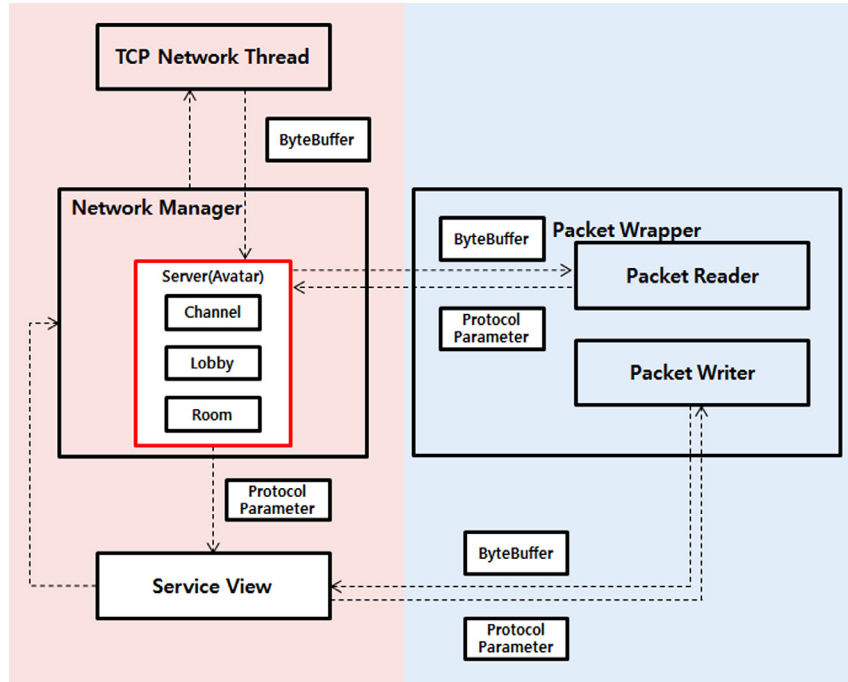 TCP Network Thread
ByteBuffer
Network Manager
Server(Avatar)
Channel
Lobby
Room
Protocol
Parameter
Service View
Packet Wrapper
ByteBuffer
Packet Reader
Protocol
Parameter
Packet Writer
ByteBuffer
Protocol
Parameter